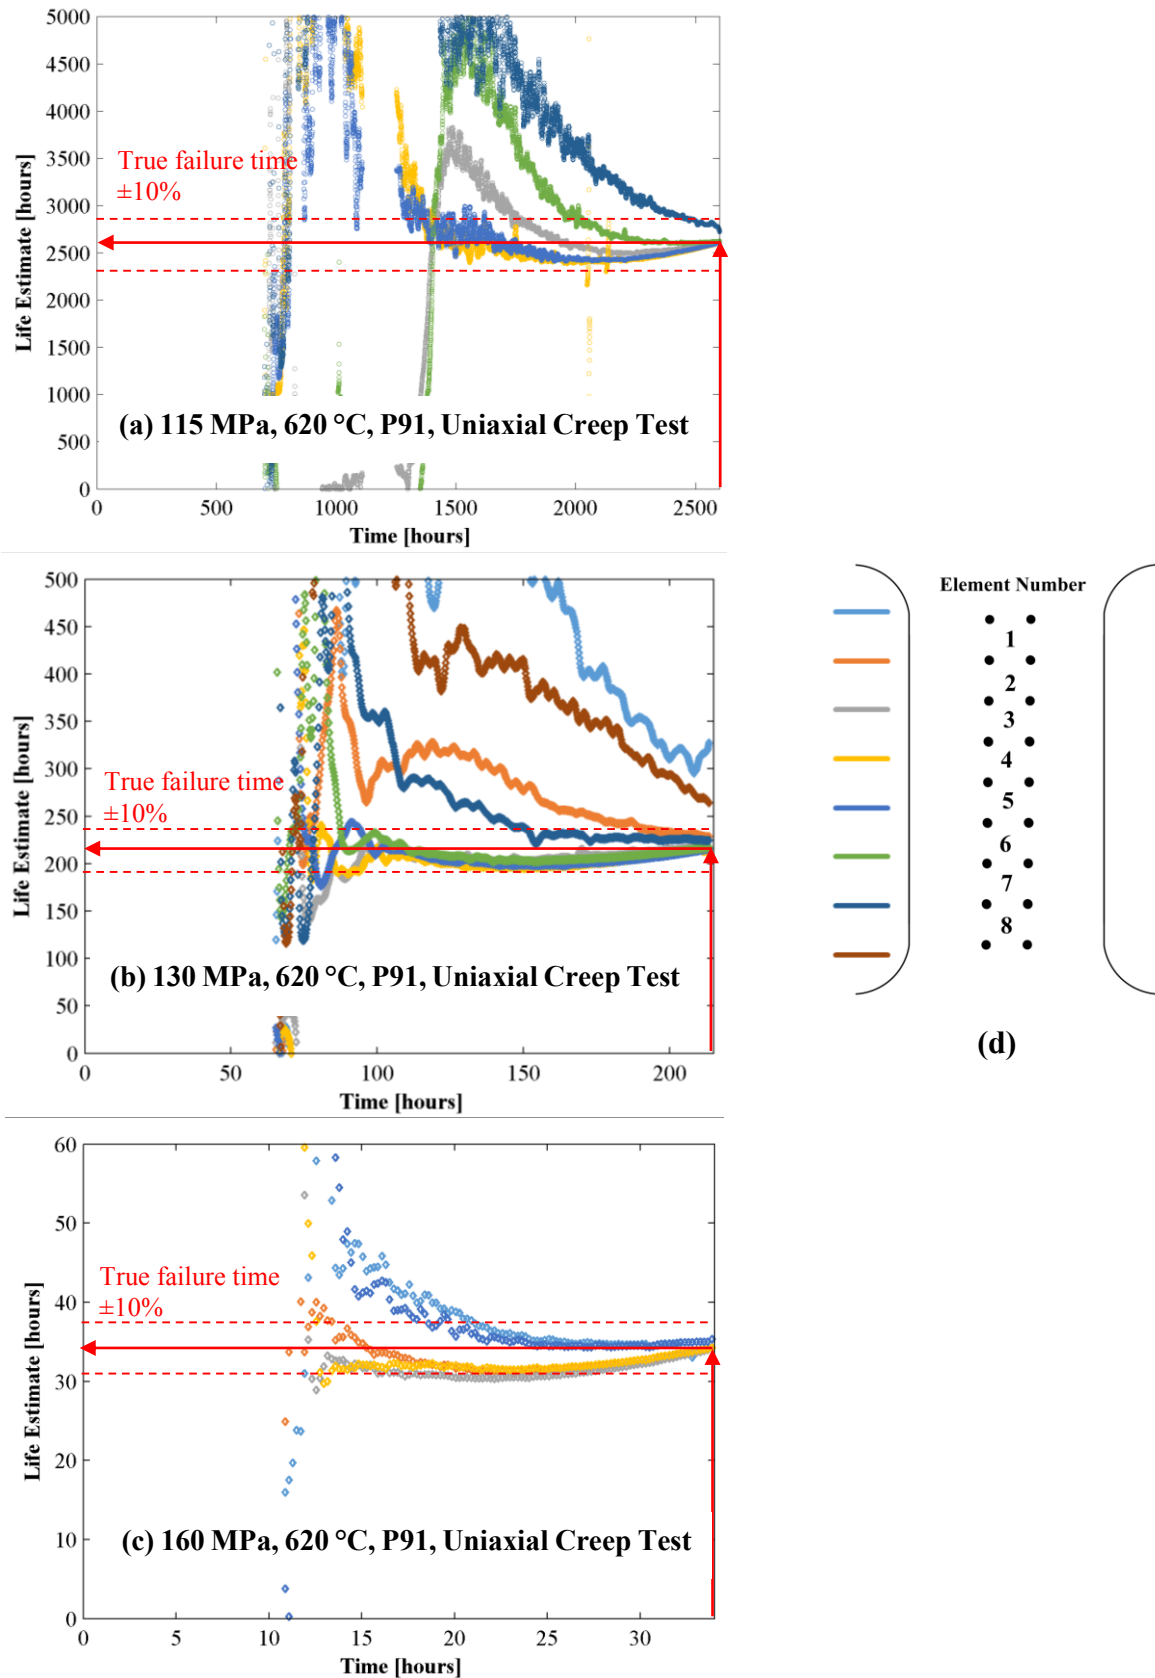 5000
4500
4000
3500
3000
2500
2000
1500
1000
500
0
Life Estimate [hours]
True failure time
±10%
(a) 115 MPa, 620 °C, P91, Uniaxial Creep Test
0 500 1000 1500 2000 2500
Time [hours]
500
450
400
350
300
250
200
150
100
50
0
Life Estimate [hours]
True failure time
±10%
(b) 130 MPa, 620 °C, P91, Uniaxial Creep Test
0 50 100 150 200
Time [hours]
Element Number
1
2
3
4
5
6
7
8
(d)
60
50
40
30
20
10
0
Life Estimate [hours]
True failure time
±10%
(c) 160 MPa, 620 °C, P91, Uniaxial Creep Test
0 5 10 15 20 25 30
Time [hours]